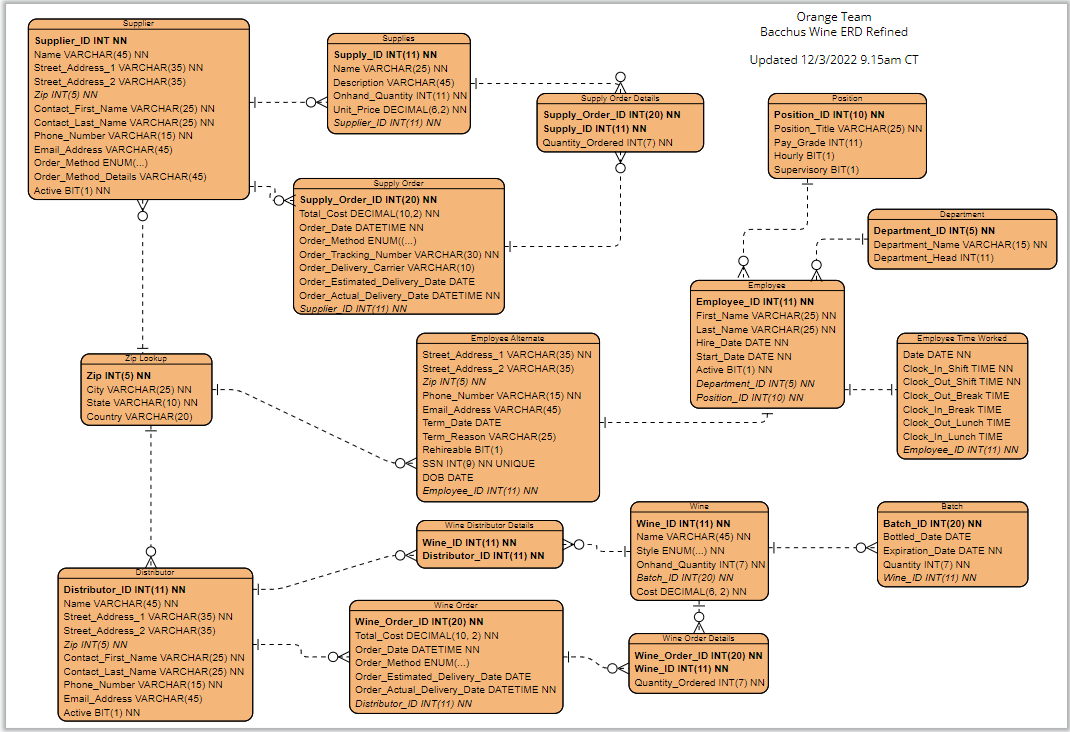 Orange Team
Bacchus Wine ERD Refined
Updated 12/3/2022 9.15am CT
Supplier
Supplier_ID INT NN
Name VARCHAR(45) NN
Street_Address_1 VARCHAR(35) NN
Street_Address_2 VARCHAR(35)
Zip INT(5) NN
Contact_First_Name VARCHAR(25) NN
Contact_Last_Name VARCHAR(25) NN
Phone_Number VARCHAR(15) NN
Email_Address VARCHAR(45)
Order_Method ENUM(...)
Order_Method_Details VARCHAR(45)
Active BIT(1) NN
Supplies
Supply_ID INT(11) NN
Name VARCHAR(25) NN
Description VARCHAR(45)
Onhand_Quantity INT(11) NN
Unit_Price DECIMAL(6,2) NN
Supplier_ID INT(11) NN
Supply Order Details
Supply_Order_ID INT(20) NN
Supply_ID INT(11) NN
Quantity_Ordered INT(7) NN
Position
Position_ID INT(10) NN
Position_Title VARCHAR(25) NN
Pay_Grade INT(11)
Hourly BIT(1)
Supervisory BIT(1)
Supply Order
Supply_Order_ID INT(20) NN
Total_Cost DECIMAL(10,2) NN
Order_Date DATETIME NN
Order_Method ENUM((...)
Order_Tracking_Number VARCHAR(30) NN
Order_Delivery_Carrier VARCHAR(10)
Order_Estimated_Delivery_Date DATE
Order_Actual_Delivery_Date DATETIME NN
Supplier_ID INT(11) NN
Department
Department_ID INT(5) NN
Department_Name VARCHAR(15) NN
Department_Head INT(11)
Employee
Employee_ID INT(11) NN
First_Name VARCHAR(25) NN
Last_Name VARCHAR(25) NN
Hire_Date DATE NN
Start_Date DATE NN
Active BIT(1) NN
Department_ID INT(5) NN
Position_ID INT(10) NN
Zip Lookup
Zip INT(5) NN
City VARCHAR(25) NN
State VARCHAR(10) NN
Country VARCHAR(20)
Employee Alternate
Street_Address_1 VARCHAR(35) NN
Street_Address_2 VARCHAR(35)
Zip INT(5) NN
Phone_Number VARCHAR(15) NN
Email_Address VARCHAR(45)
Term_Date DATE
Term_Reason VARCHAR(25)
Rehireable BIT(1)
SSN INT(9) NN UNIQUE
DOB DATE
Employee_ID INT(11) NN
Employee Time Worked
Date DATE NN
Clock_In_Shift TIME NN
Clock_Out_Shift TIME NN
Clock_Out_Break TIME
Clock_In_Break TIME
Clock_Out_Lunch TIME
Clock_In_Lunch TIME
Employee_ID INT(11) NN
Wine Distributor Details
Wine_ID INT(11) NN
Distributor_ID INT(11) NN
Wine
Wine_ID INT(11) NN
Name VARCHAR(45) NN
Style ENUM(...) NN
Onhand_Quantity INT(7) NN
Batch_ID INT(20) NN
Cost DECIMAL(6, 2) NN
Batch
Batch_ID INT(20) NN
Bottled_Date DATE
Expiration_Date DATE NN
Quantity INT(7) NN
Wine_ID INT(11) NN
Distributor
Distributor_ID INT(11) NN
Name VARCHAR(45) NN
Street_Address_1 VARCHAR(35) NN
Street_Address_2 VARCHAR(35)
Zip INT(5) NN
Contact_First_Name VARCHAR(25) NN
Contact_Last_Name VARCHAR(25) NN
Phone_Number VARCHAR(15) NN
Email_Address VARCHAR(45)
Active BIT(1) NN
Wine Order
Wine_Order_ID INT(20) NN
Total_Cost DECIMAL(10, 2) NN
Order_Date DATETIME NN
Order_Method ENUM(...)
Order_Estimated_Delivery_Date DATE
Order_Actual_Delivery_Date DATETIME NN
Distributor_ID INT(11) NN
Wine Order Details
Wine_Order_ID INT(20) NN
Wine_ID INT(11) NN
Quantity_Ordered INT(7) NN